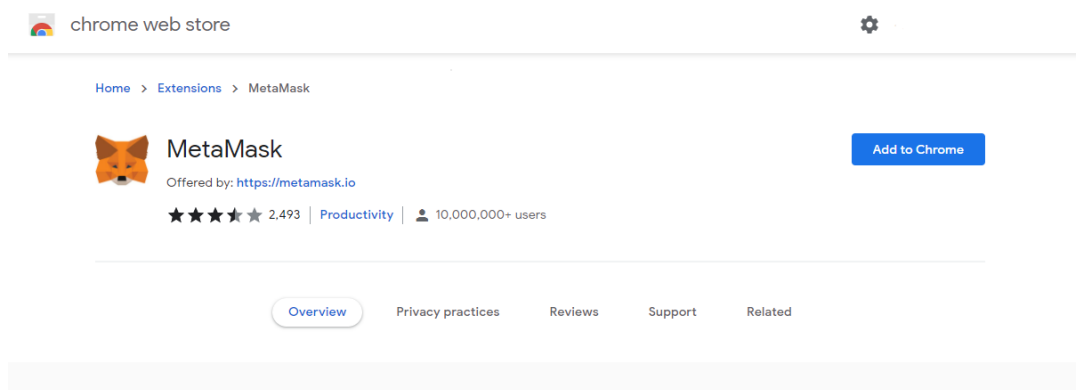 chrome web store
Home > Extensions > MetaMask
MetaMask
Add to Chrome
Offered by: https://metamask.io
2,493 | Productivity | 10,000,000+ users
Overview Privacy practices Reviews Support Related